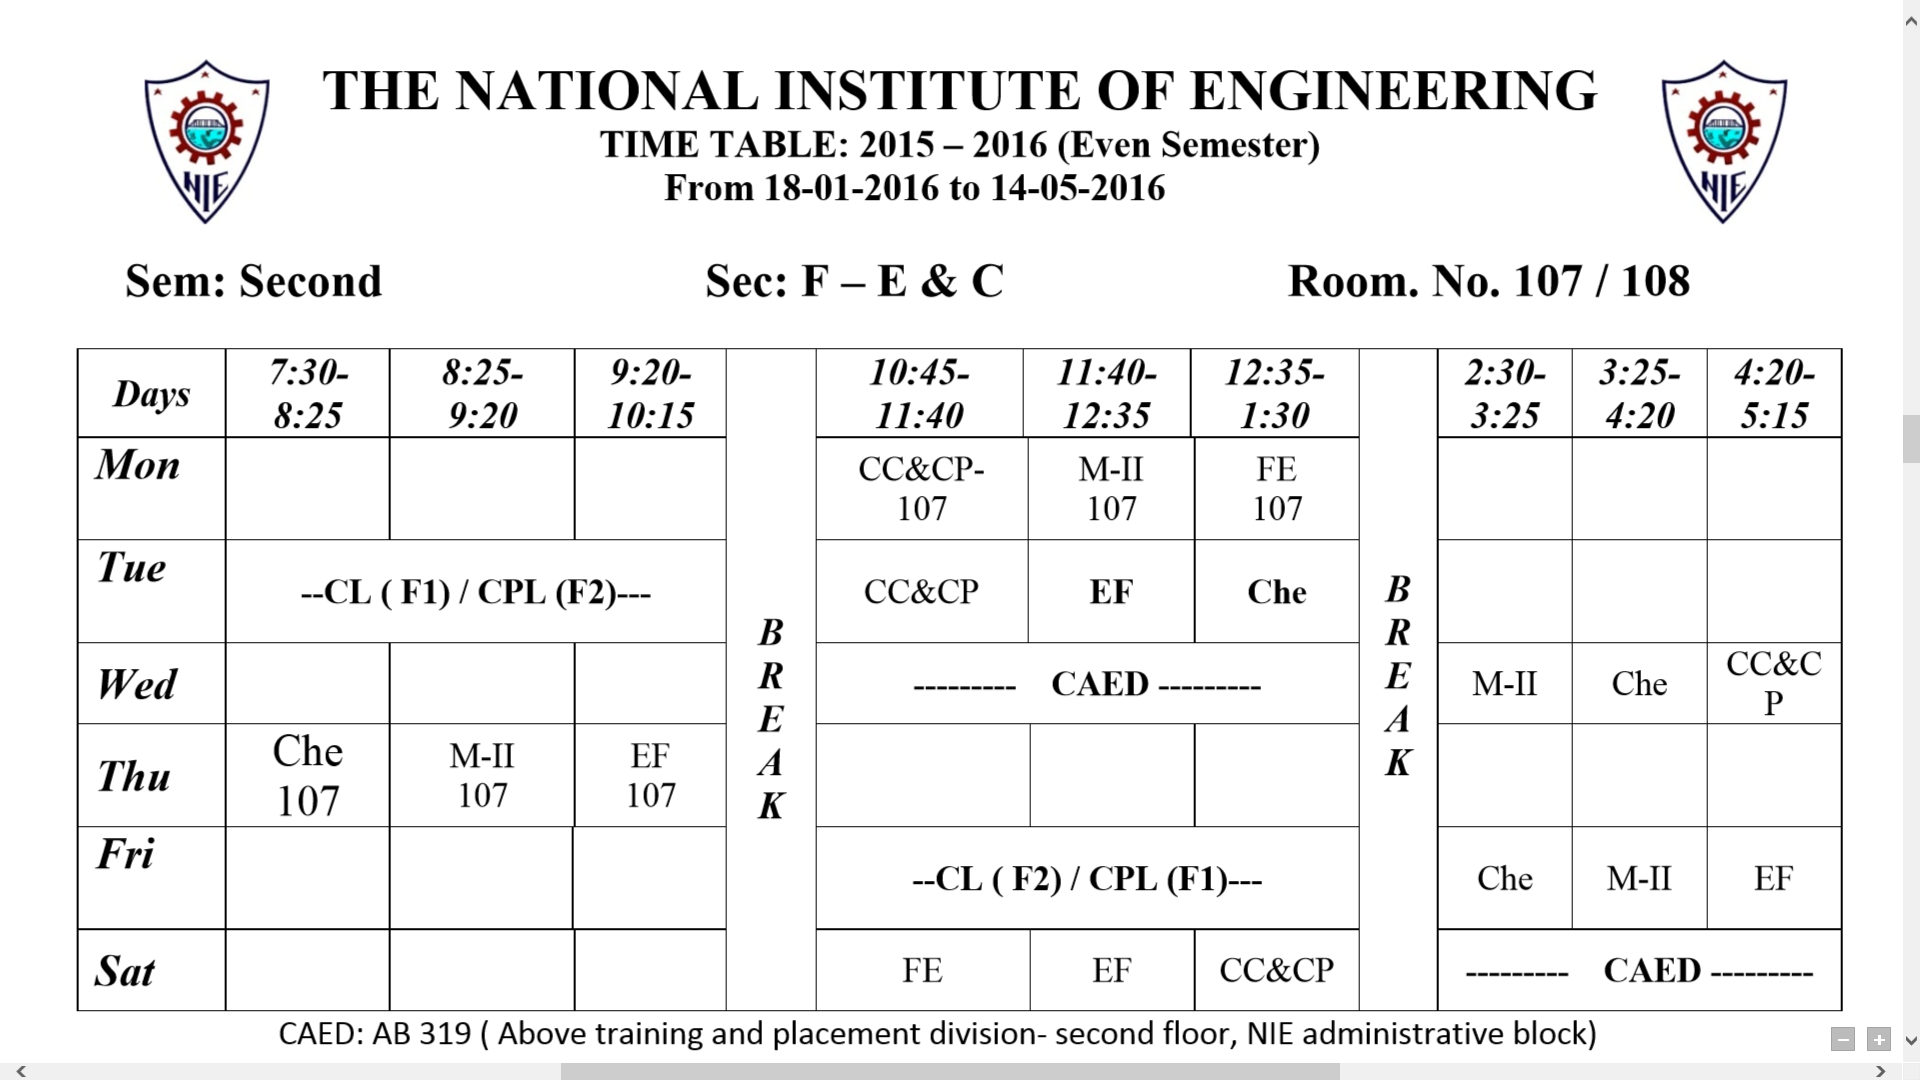 THE NATIONAL INSTITUTE OF ENGINEERING
TIME TABLE: 2015 – 2016 (Even Semester)
From 18-01-2016 to 14-05-2016
NIE
NIE
Sem: Second Sec: F – E & C Room. No. 107 / 108
Days 7:30- 8:25- 9:20- 10:45- 11:40- 12:35- 2:30- 3:25- 4:20-
8:25 9:20 10:15 11:40 12:35 1:30 3:25 4:20 5:15
Mon CC&CP- M-II FE
107 107 107
Tue --CL ( F1) / CPL (F2)--- CC&CP EF Che
BREAK
BREAK
Wed --------- CAED --------- M-II Che CC&C
P
Thu Che M-II EF
107 107 107
Fri --CL ( F2) / CPL (F1)--- Che M-II EF
Sat FE EF CC&CP --------- CAED ---------
CAED: AB 319 ( Above training and placement division- second floor, NIE administrative block)